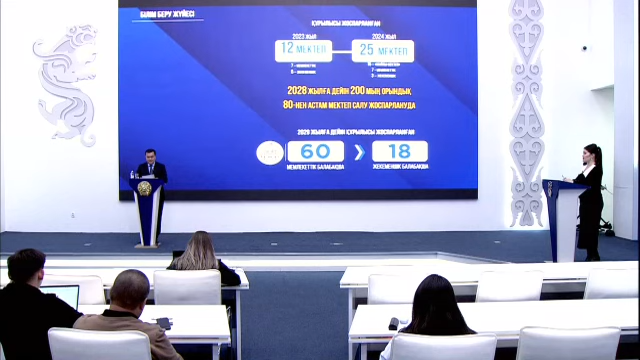 БІЛІМ БЕРУ ЖҮЙЕСІ
ҚҰРЫЛЫСЫ ЖОСПАРЛАНҒАН
2023 ЖЫЛ
2024 ЖЫЛ
12 МЕКТЕП
25 МЕКТЕП
2028 ЖЫЛҒА ДЕЙІН 200 МЫҢ ОРЫНДЫҚ
80-НЕН АСТАМ МЕКТЕП САЛУ ЖОСПАРЛАНУДА
2029 ЖЫЛҒА ДЕЙІН ҚҰРЫЛЫСЫ ЖОСПАРЛАНҒАН
60
18
МЕМЛЕКЕТТІК БАЛАБАҚША
ЖЕКЕМЕНШІК БАЛАБАҚША